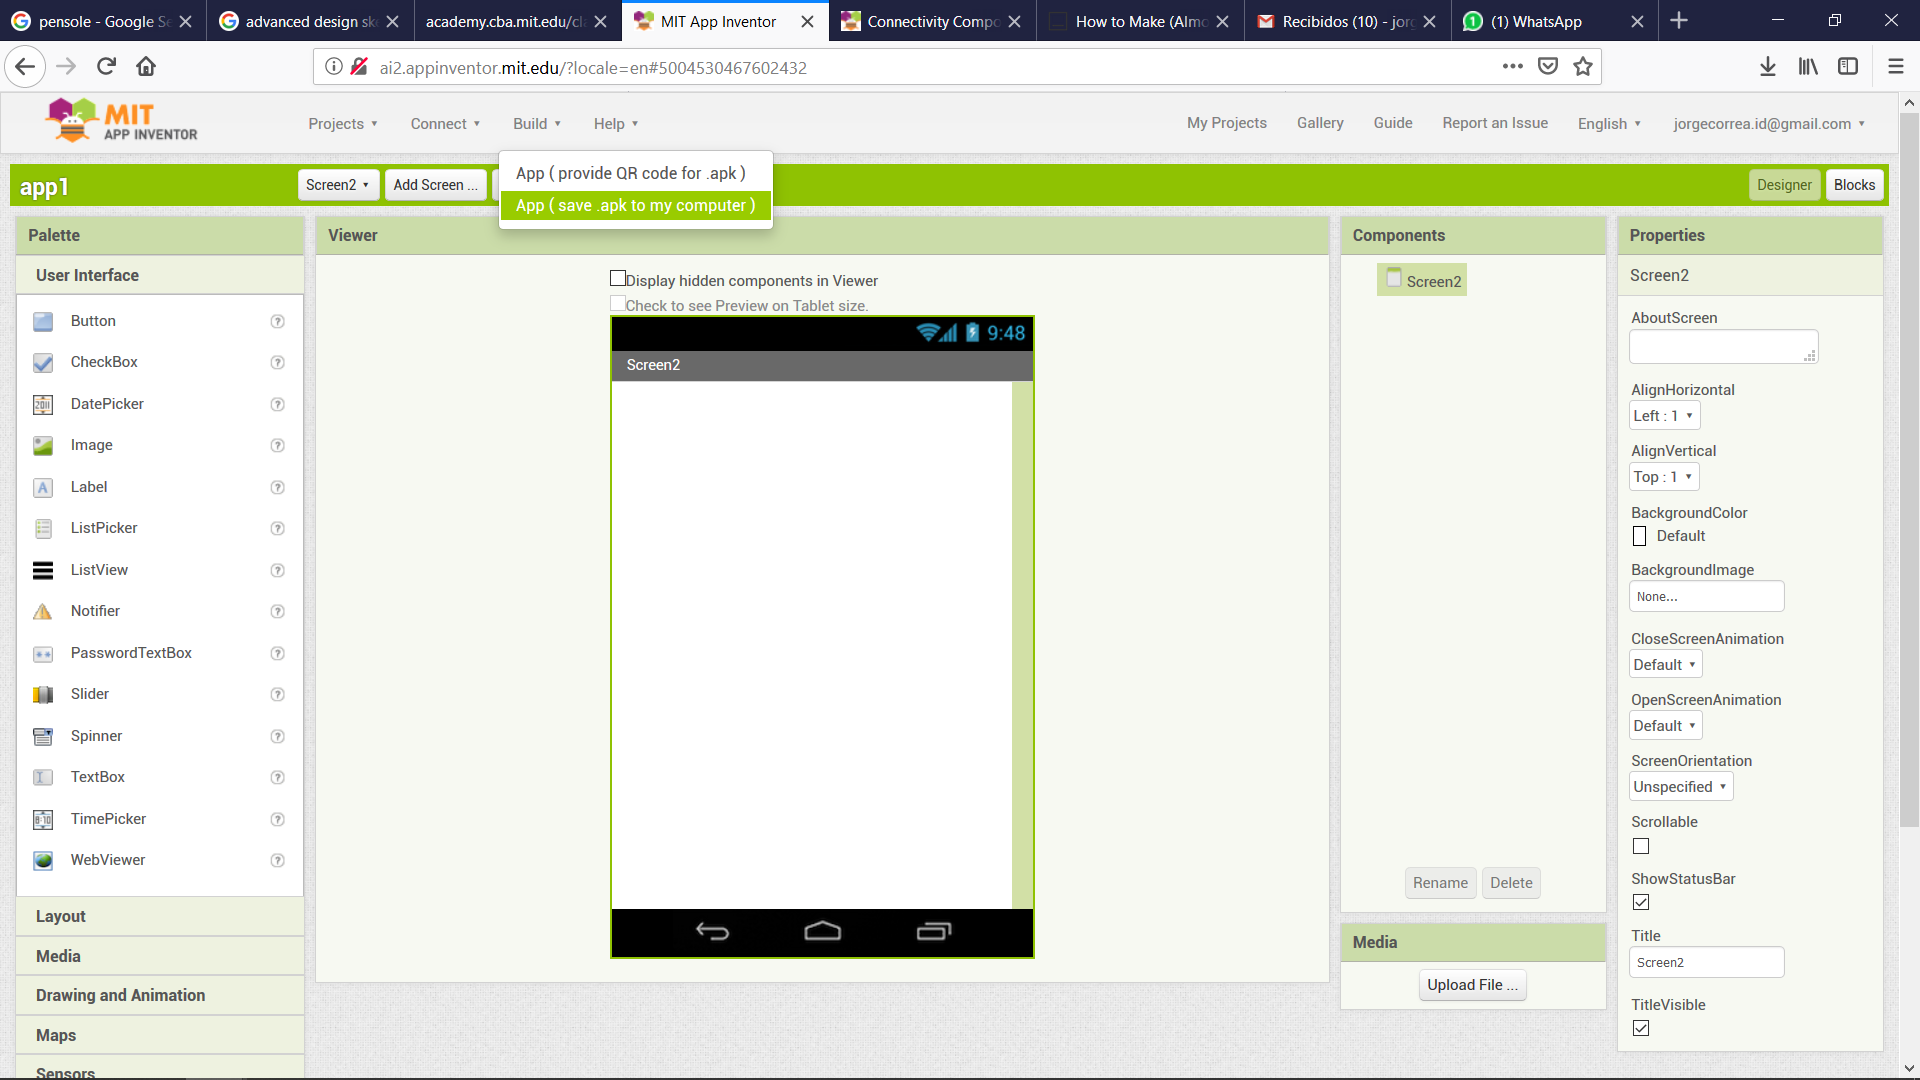 pensole - Google Se
advanced design ske
academy.cba.mit.edu/cla
MIT App Inventor
Connectivity Compo
How to Make (Almo
Recibidos (10) - jorg
(1) WhatsApp
ai2.appinventor.mit.edu/?locale=en#5004530467602432
MIT
APP INVENTOR
Projects
Connect
Build
Help
My Projects
Gallery
Guide
Report an Issue
English
jorgecorrea.id@gmail.com
App ( provide QR code for .apk )
App ( save .apk to my computer )
app1
Screen2
Add Screen ...
Designer
Blocks
Palette
User Interface
Button
CheckBox
DatePicker
Image
Label
ListPicker
ListView
Notifier
PasswordTextBox
Slider
Spinner
TextBox
TimePicker
WebViewer
Layout
Media
Drawing and Animation
Maps
Sensors
Viewer
Display hidden components in Viewer
Check to see Preview on Tablet size.
9:48
Screen2
Components
Screen2
Rename
Delete
Media
Upload File ...
Properties
Screen2
AboutScreen
AlignHorizontal
Left : 1
AlignVertical
Top : 1
BackgroundColor
Default
BackgroundImage
None...
CloseScreenAnimation
Default
OpenScreenAnimation
Default
ScreenOrientation
Unspecified
Scrollable
ShowStatusBar
Title
Screen2
TitleVisible